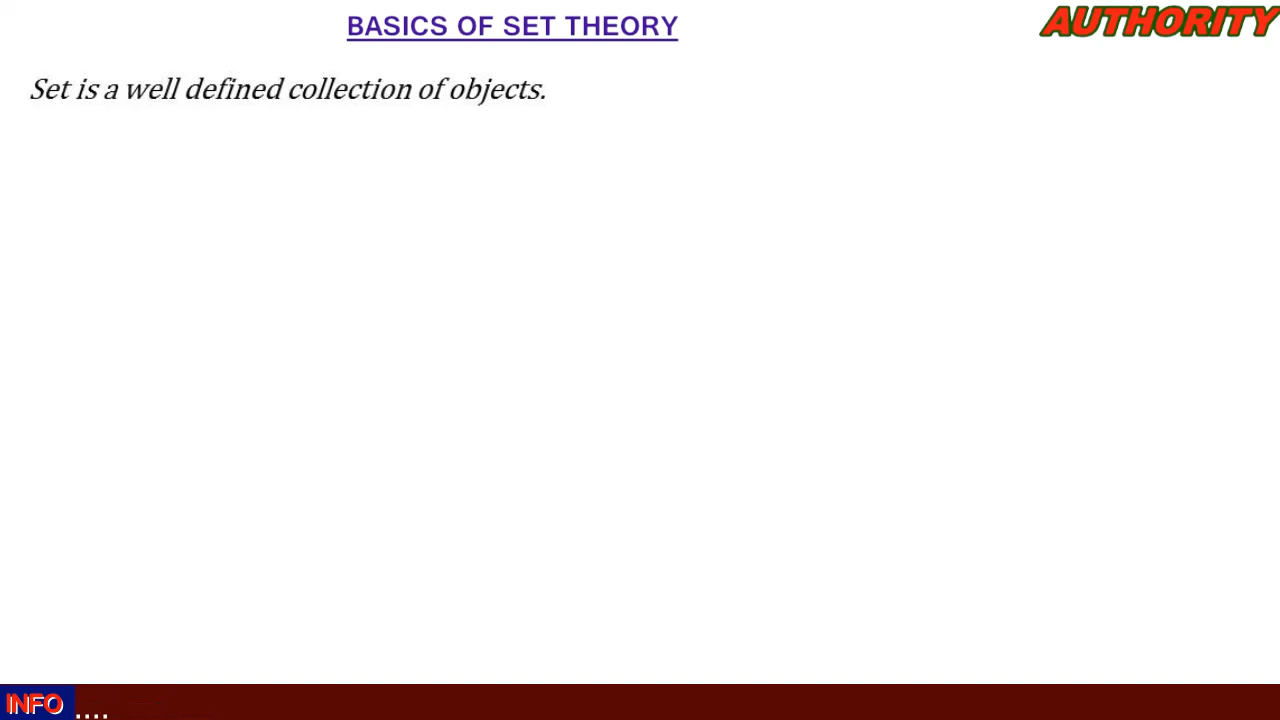 BASICS OF SET THEORY
AUTHORITY
Set is a well defined collection of objects.
INFO ....